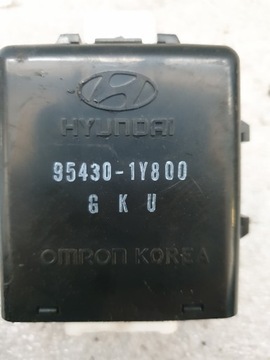 HYUNDAI
95430-1Y800
G K U
OMRON KOREA